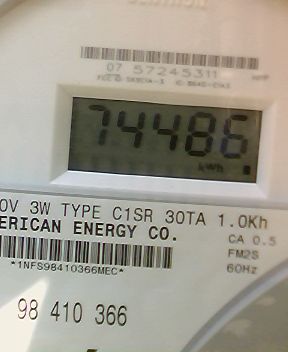 07 57245311
74486
kWh
0V 3W TYPE C1SR 30TA 1.0Kh
ERICAN ENERGY CO.
CA 0.5
FM2S
60Hz
*1NFS98410366MEC*
98 410 366